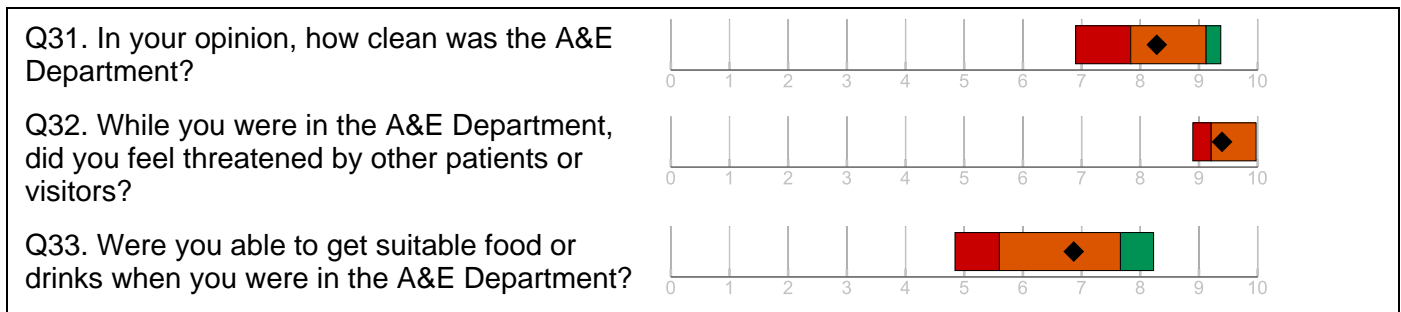 Q31. In your opinion, how clean was the A&E
Department?
0 1 2 3 4 5 6 7 8 9 10
Q32. While you were in the A&E Department,
did you feel threatened by other patients or
visitors?
0 1 2 3 4 5 6 7 8 9 10
Q33. Were you able to get suitable food or
drinks when you were in the A&E Department?
0 1 2 3 4 5 6 7 8 9 10